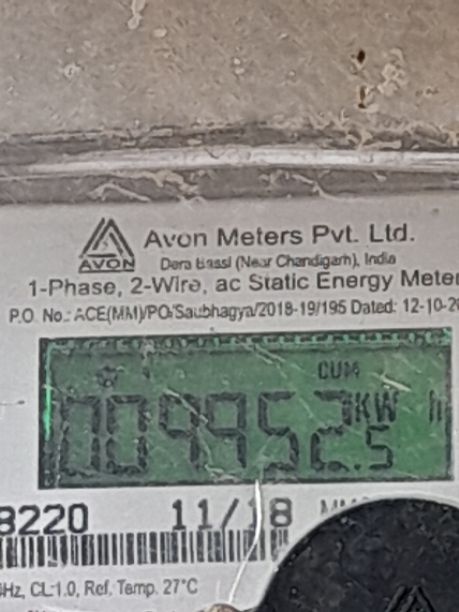 Avon Meters Pvt. Ltd.
AVON
Dera Bassi (Near Chandigarh), India
1-Phase, 2-Wire, ac Static Energy Meter
P.O. No.: ACE(MM)/PO/Saubhagya/2018-19/195 Dated: 12-10-20
CUM
009952.5 KW h
8220 11/18
Hz, CL:1.0, Ref. Temp. 27°C